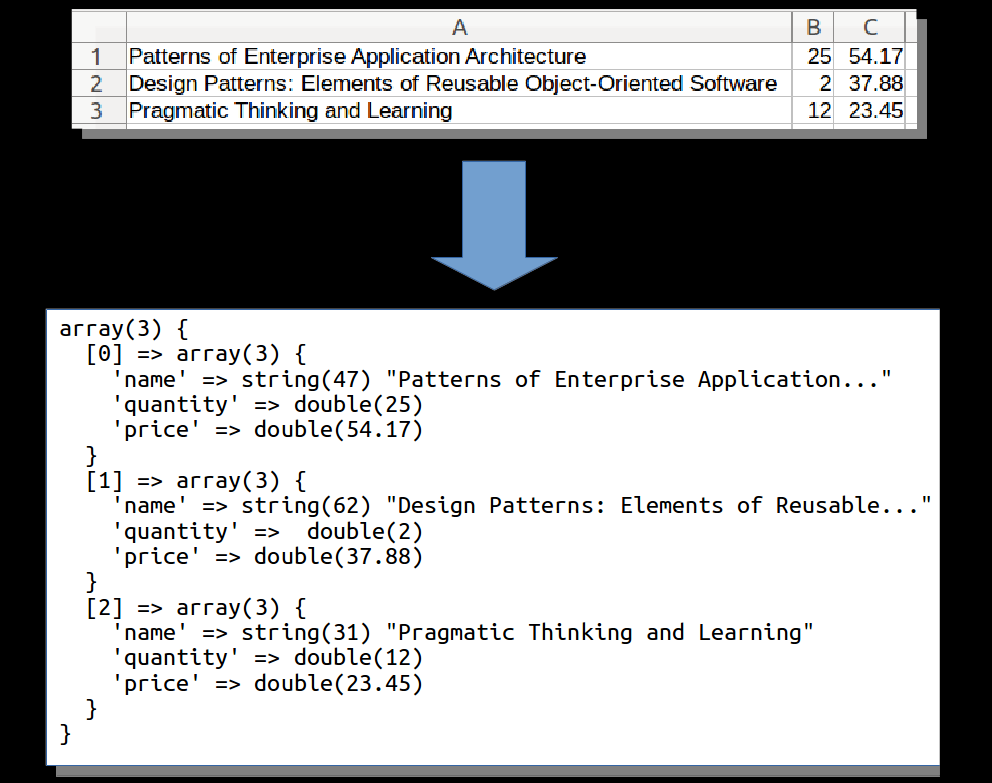 A B C
1 Patterns of Enterprise Application Architecture 25 54.17
2 Design Patterns: Elements of Reusable Object-Oriented Software 2 37.88
3 Pragmatic Thinking and Learning 12 23.45
array(3) {
  [0] => array(3) {
    'name' => string(47) "Patterns of Enterprise Application..."
    'quantity' => double(25)
    'price' => double(54.17)
  }
  [1] => array(3) {
    'name' => string(62) "Design Patterns: Elements of Reusable..."
    'quantity' =>  double(2)
    'price' => double(37.88)
  }
  [2] => array(3) {
    'name' => string(31) "Pragmatic Thinking and Learning"
    'quantity' => double(12)
    'price' => double(23.45)
  }
}